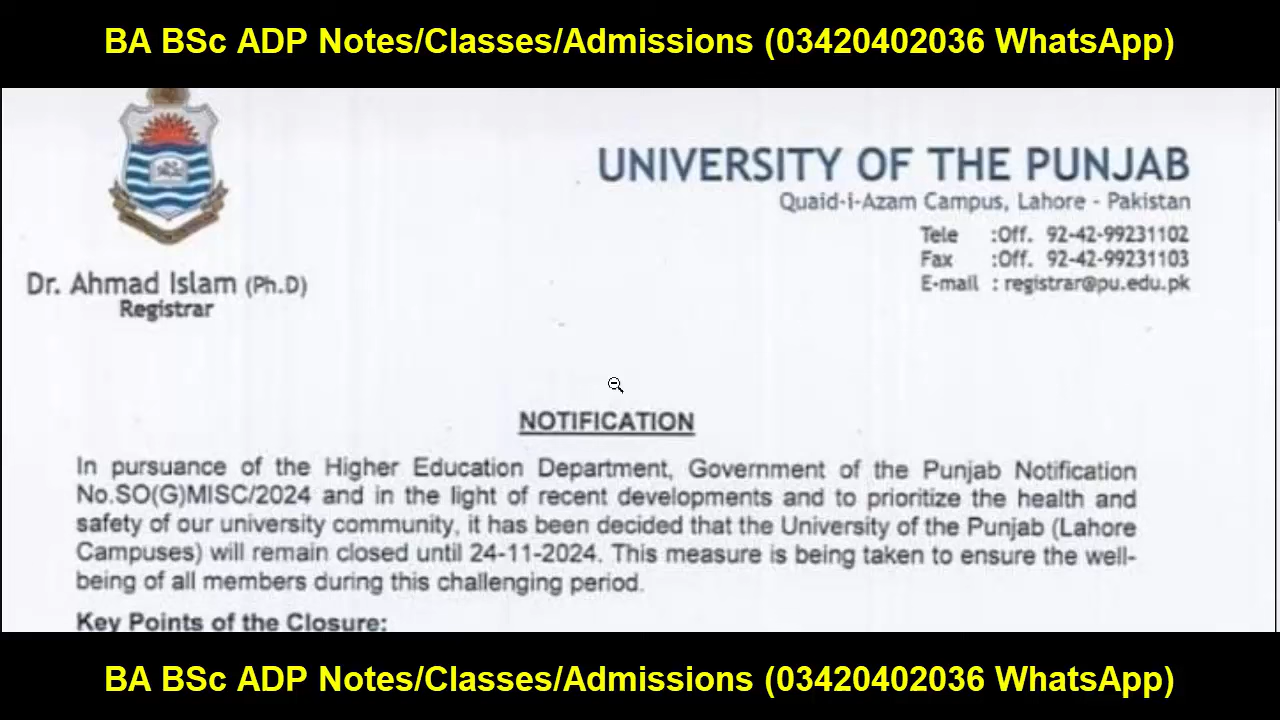 BA BSc ADP Notes/Classes/Admissions (03420402036 WhatsApp)
UNIVERSITY OF THE PUNJAB
Quaid-i-Azam Campus, Lahore - Pakistan
Tele :Off. 92-42-99231102
Fax :Off. 92-42-99231103
E-mail : registrar@pu.edu.pk
Dr. Ahmad Islam (Ph.D)
Registrar
NOTIFICATION
In pursuance of the Higher Education Department, Government of the Punjab Notification
No.SO(G)MISC/2024 and in the light of recent developments and to prioritize the health and
safety of our university community, it has been decided that the University of the Punjab (Lahore
Campuses) will remain closed until 24-11-2024. This measure is being taken to ensure the well-
being of all members during this challenging period.
Key Points of the Closure:
BA BSc ADP Notes/Classes/Admissions (03420402036 WhatsApp)